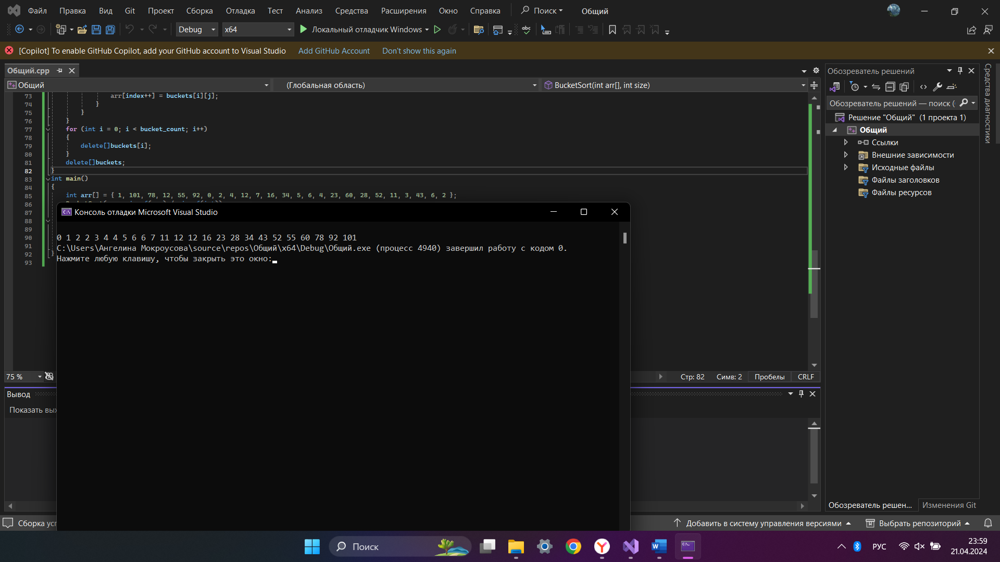 Файл Правка Вид Git Проект Сборка Отладка Тест Анализ Средства Расширения Окно Справка Поиск Общий
Debug x64 Локальный отладчик Windows
[Copilot] To enable GitHub Copilot, add your GitHub account to Visual Studio Add GitHub Account Don't show this again
Общий.cpp
Общий (Глобальная область) BucketSort(int arr[], int size)
73 arr[index++] = buckets[i][j];
74 }
75 }
76 }
77 for (int i = 0; i < bucket_count; i++)
78 {
79 delete[]buckets[i];
80 }
81 delete[]buckets;
82 }
83 int main()
84 {
85 int arr[] = { 1, 101, 78, 12, 55, 92, 0, 2, 4, 12, 7, 16, 34, 5, 6, 4, 23, 60, 28, 52, 11, 3, 43, 6, 2 };
86
87
88
89
90
91
92 }
93
Консоль отладки Microsoft Visual Studio
0 1 2 2 3 4 4 5 6 6 7 11 12 12 16 23 28 34 43 52 55 60 78 92 101
C:\Users\Ангелина Мокроусова\source\repos\Общий\x64\Debug\Общий.exe (процесс 4940) завершил работу с кодом 0.
Нажмите любую клавишу, чтобы закрыть это окно:
75 %
Стр: 82 Симв: 2 Пробелы CRLF
Вывод
Показать
Обозреватель решений
Обозреватель решений — поиск (
Решение "Общий" (1 проекта 1)
Общий
Ссылки
Внешние зависимости
Исходные файлы
Файлы заголовков
Файлы ресурсов
Средства диагностики
Обозреватель решен... Изменения Git
Сборка
Добавить в систему управления версиями Выбрать репозиторий
Поиск
РУС
23:59
21.04.2024